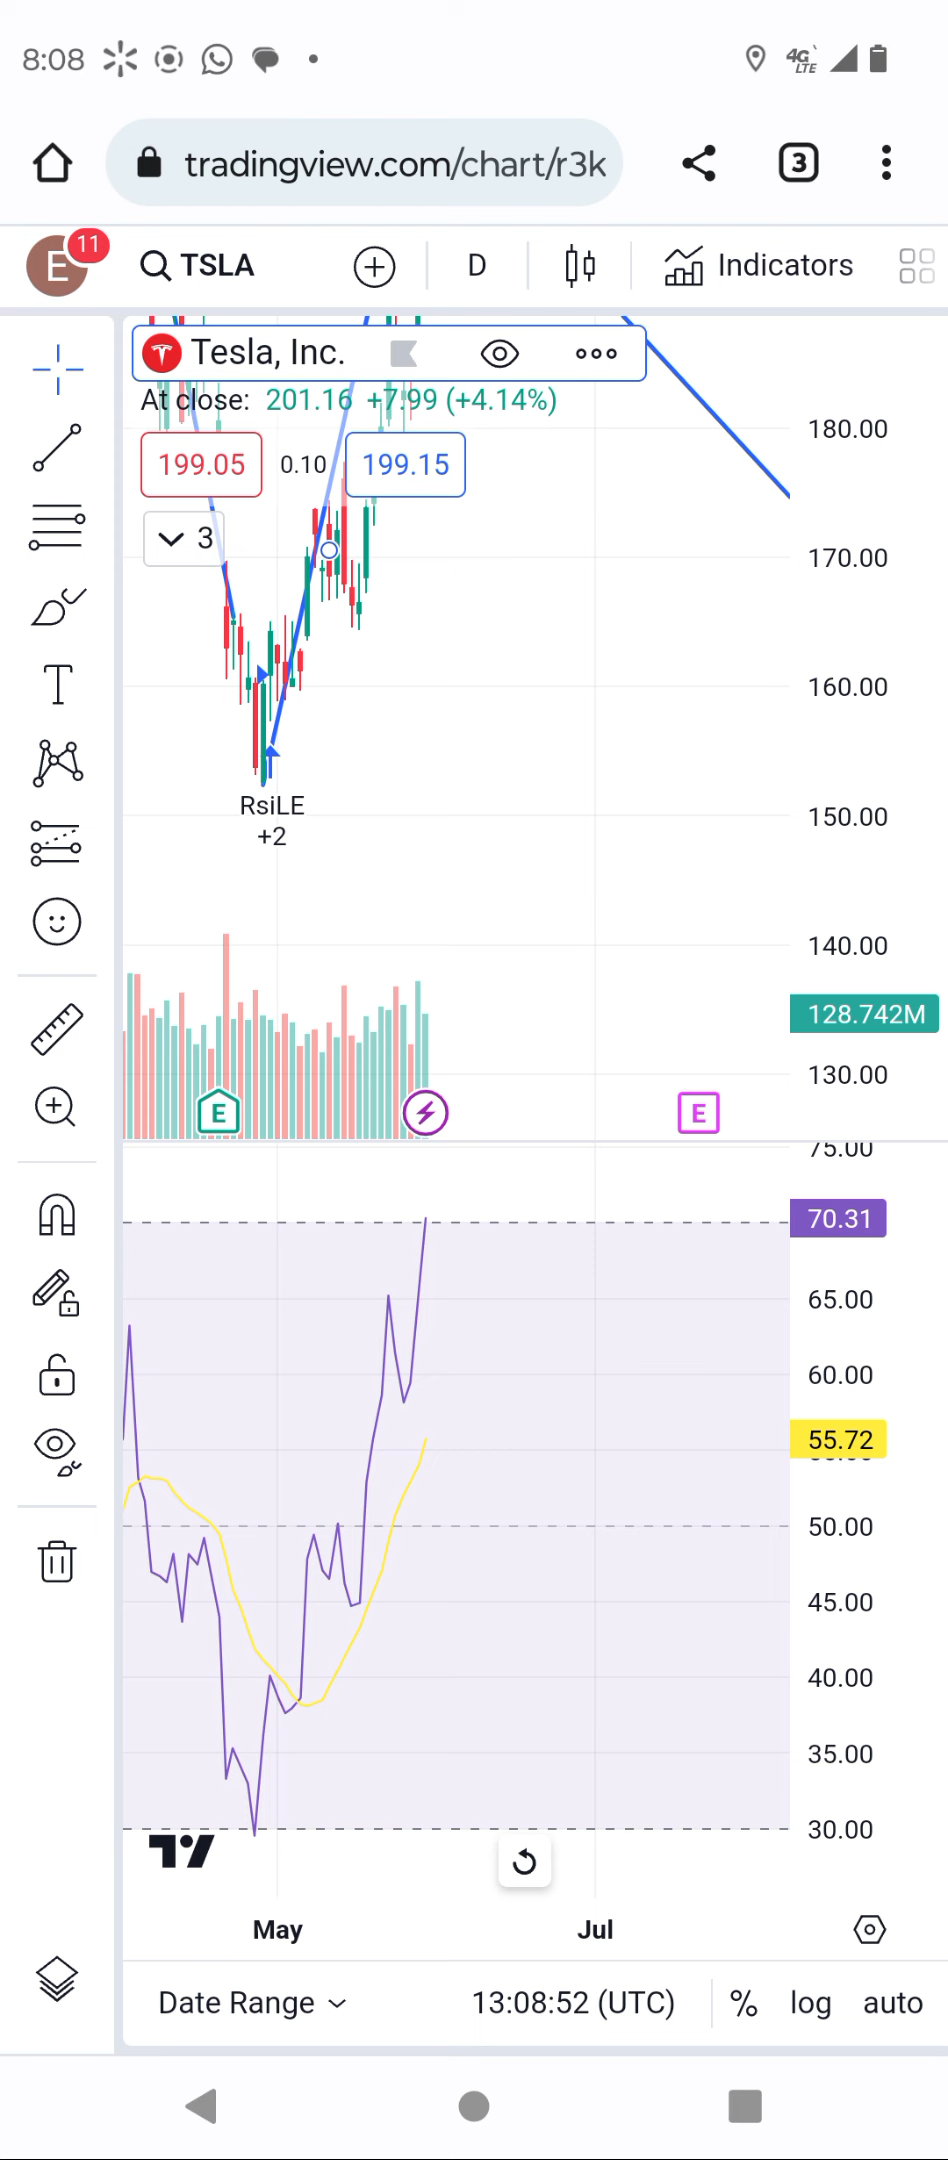 8:08
4G LTE
tradingview.com/chart/r3k
3
E
11
TSLA
D
Indicators
Tesla, Inc.
At close: 201.16 +7.99 (+4.14%)
199.05
0.10
199.15
3
180.00
170.00
160.00
150.00
RsiLE
+2
140.00
128.742M
130.00
E
E
75.00
70.31
65.00
60.00
55.72
50.00
45.00
40.00
35.00
30.00
May
Jul
Date Range
13:08:52 (UTC)
%
log
auto